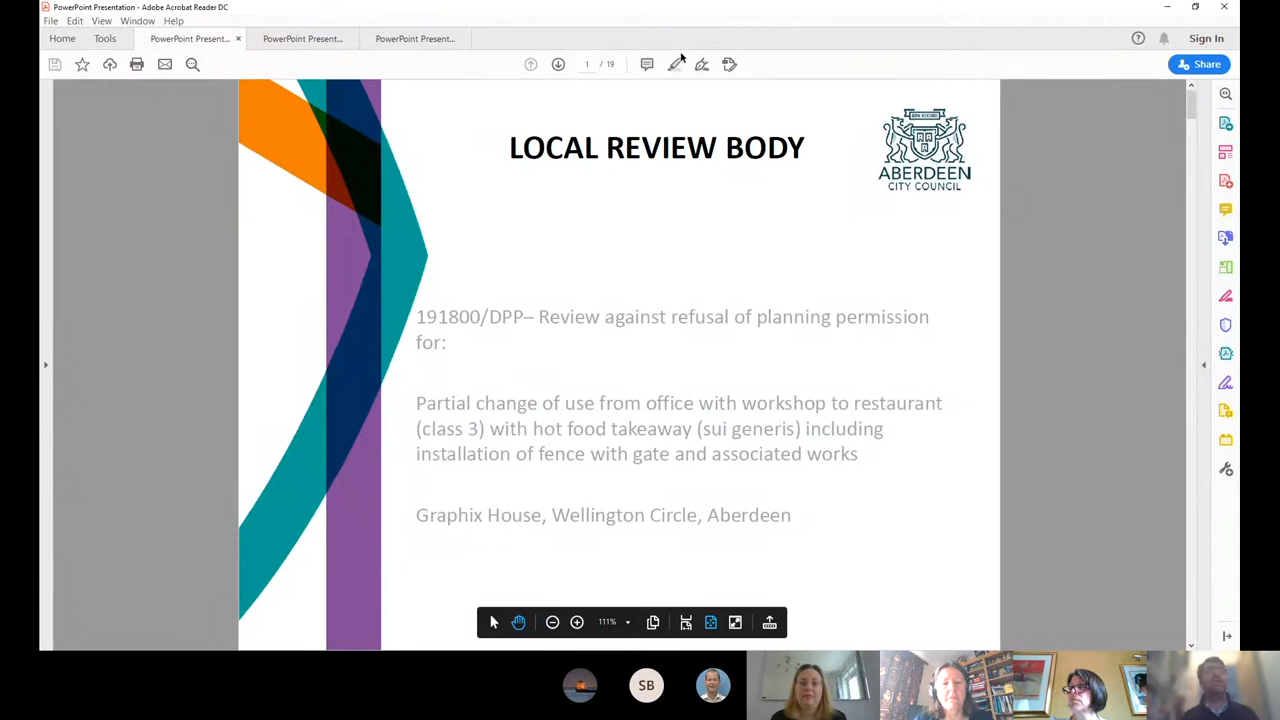 PowerPoint Presentation - Adobe Acrobat Reader DC
File Edit View Window Help
Home Tools PowerPoint Present... × PowerPoint Present... PowerPoint Present... Sign In
1 / 19 Share
LOCAL REVIEW BODY
BON ACCORD
ABERDEEN
CITY COUNCIL
191800/DPP– Review against refusal of planning permission
for:
Partial change of use from office with workshop to restaurant
(class 3) with hot food takeaway (sui generis) including
installation of fence with gate and associated works
Graphix House, Wellington Circle, Aberdeen
111%
SB